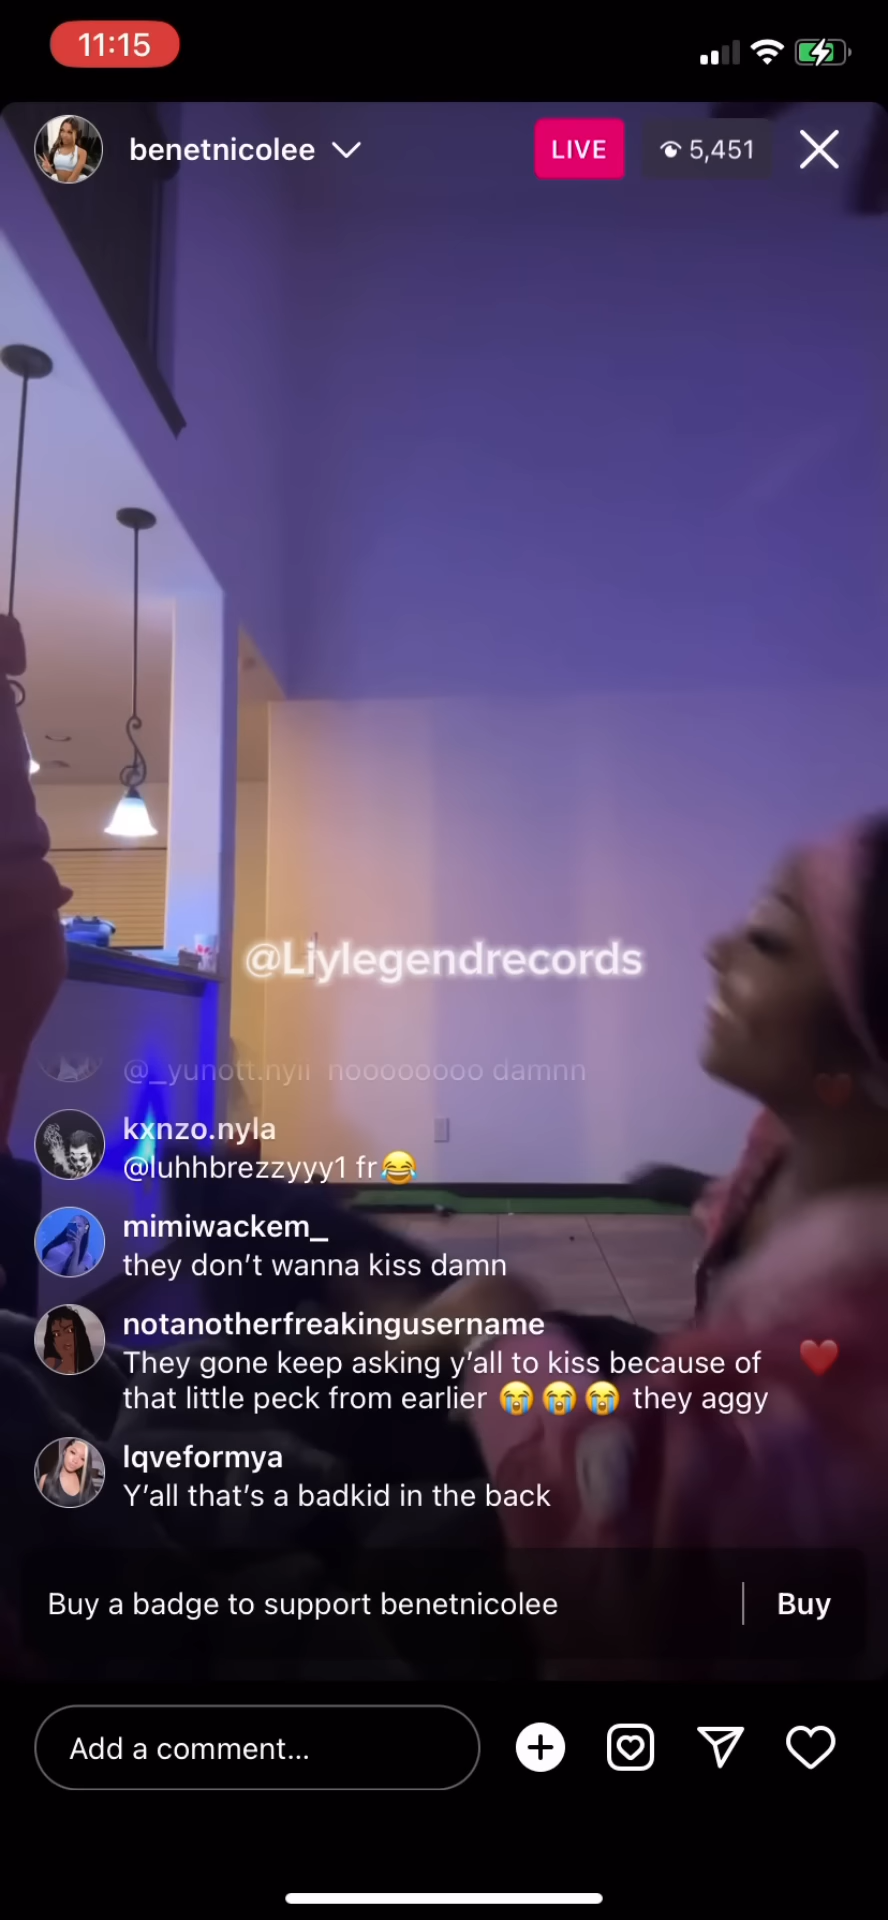 11:15
benetnicolee
LIVE
5,451
@Liylegendrecords
@_yunott.nyii noooooooo damnn
kxnzo.nyla
@luhhbrezzyyy1 fr😂
mimiwackem_
they don’t wanna kiss damn
notanotherfreakingusername
They gone keep asking y’all to kiss because of
that little peck from earlier 😭😭😭 they aggy
lqveformya
Y’all that’s a badkid in the back
Buy a badge to support benetnicolee
Buy
Add a comment...